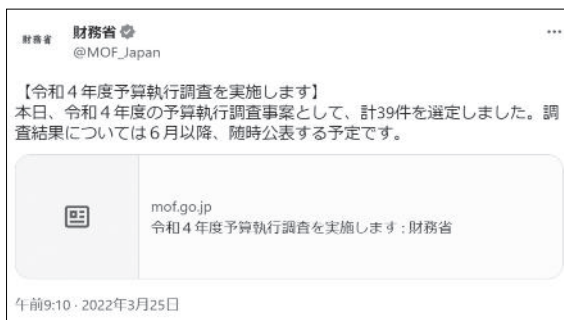 財務省
財務省
@MOF_Japan
【令和４年度予算執行調査を実施します】
本日、令和４年度の予算執行調査事案として、計39件を選定しました。調
査結果については６月以降、随時公表する予定です。
mof.go.jp
令和４年度予算執行調査を実施します : 財務省
午前9:10 · 2022年3月25日